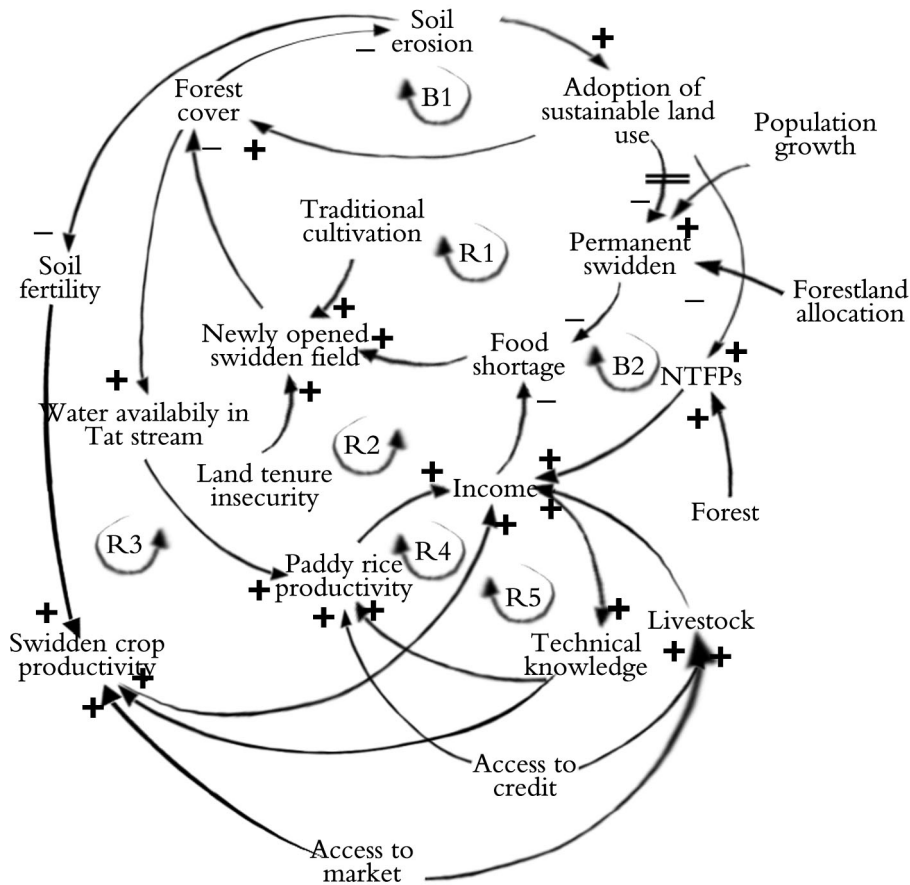 Soil
erosion
+
−
B1
Adoption of
sustainable land
use
Forest
cover
−
+
Population
growth
−
+
Traditional
cultivation
R1
Permanent
swidden
−
Soil
fertility
−
Forestland
allocation
−
+
Newly opened
swidden field
+
Food
shortage
B2
+
NTFPs
+
+
−
+
Water availabily in
Tat stream
R2
Land tenure
insecurity
+
+
Income
+
+
Forest
R3
R4
Paddy rice
productivity
+
+
+
R5
+
Livestock
+
+
+
Swidden crop
productivity
+
+
Technical
knowledge
Access to
credit
Access to
market